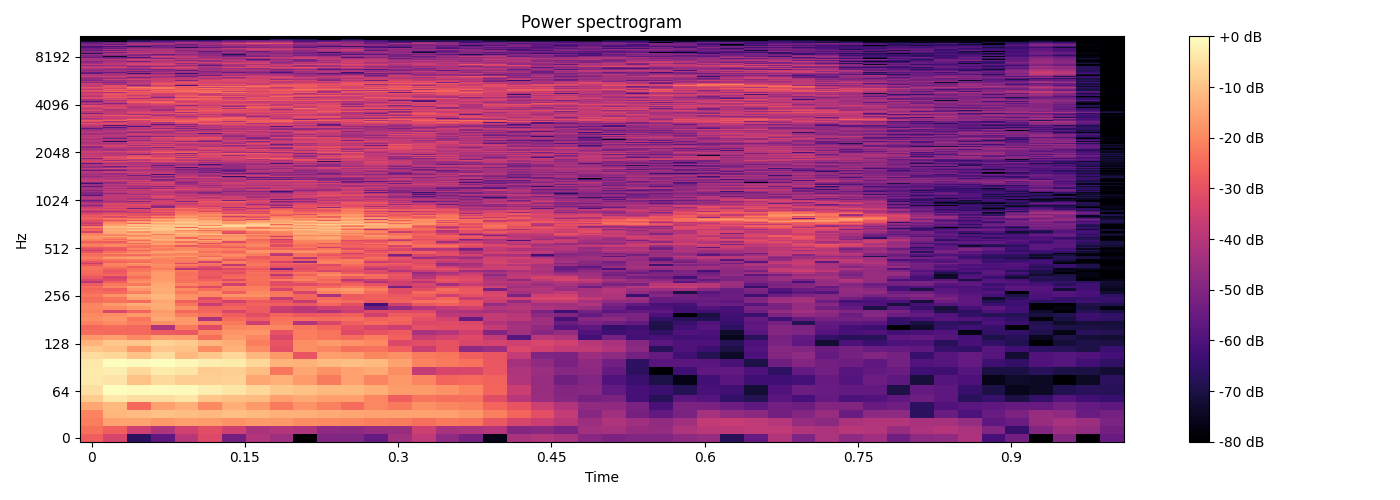 Power spectrogram
Hz
8192
4096
2048
1024
512
256
128
64
0
0 0.15 0.3 0.45 0.6 0.75 0.9
Time
+0 dB
-10 dB
-20 dB
-30 dB
-40 dB
-50 dB
-60 dB
-70 dB
-80 dB